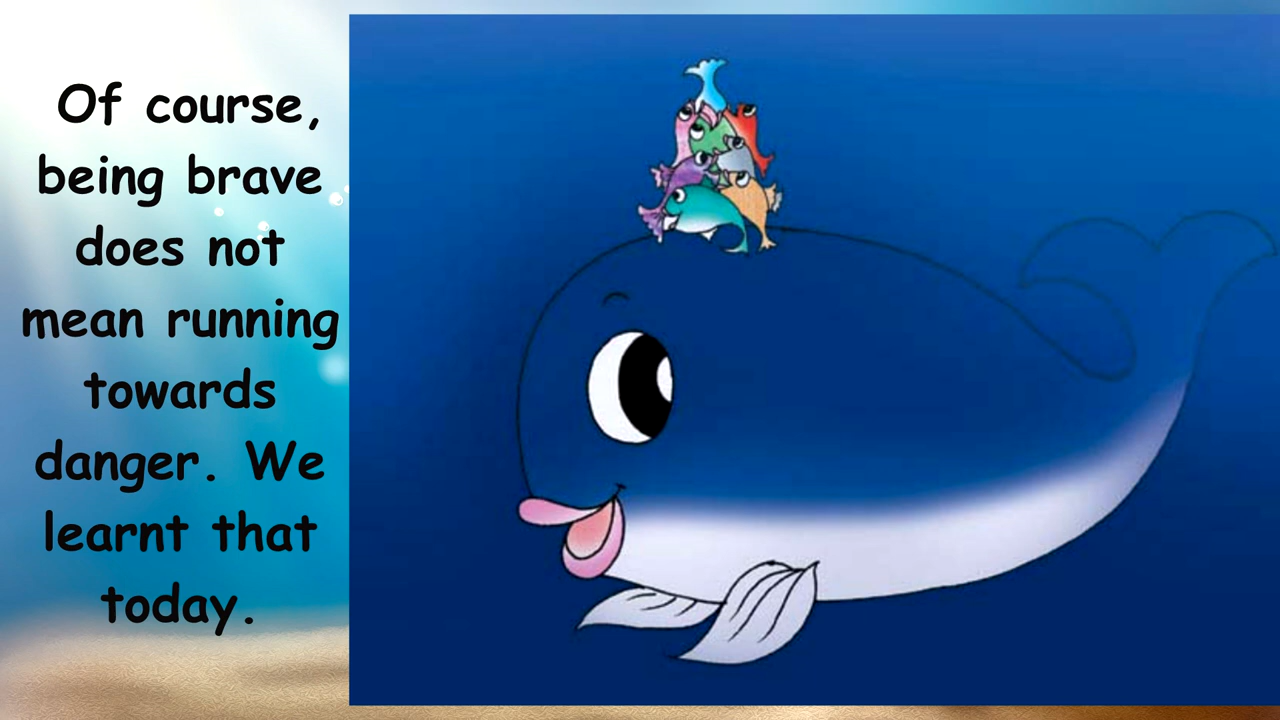 Of course,
being brave
does not
mean running
towards
danger. We
learnt that
today.